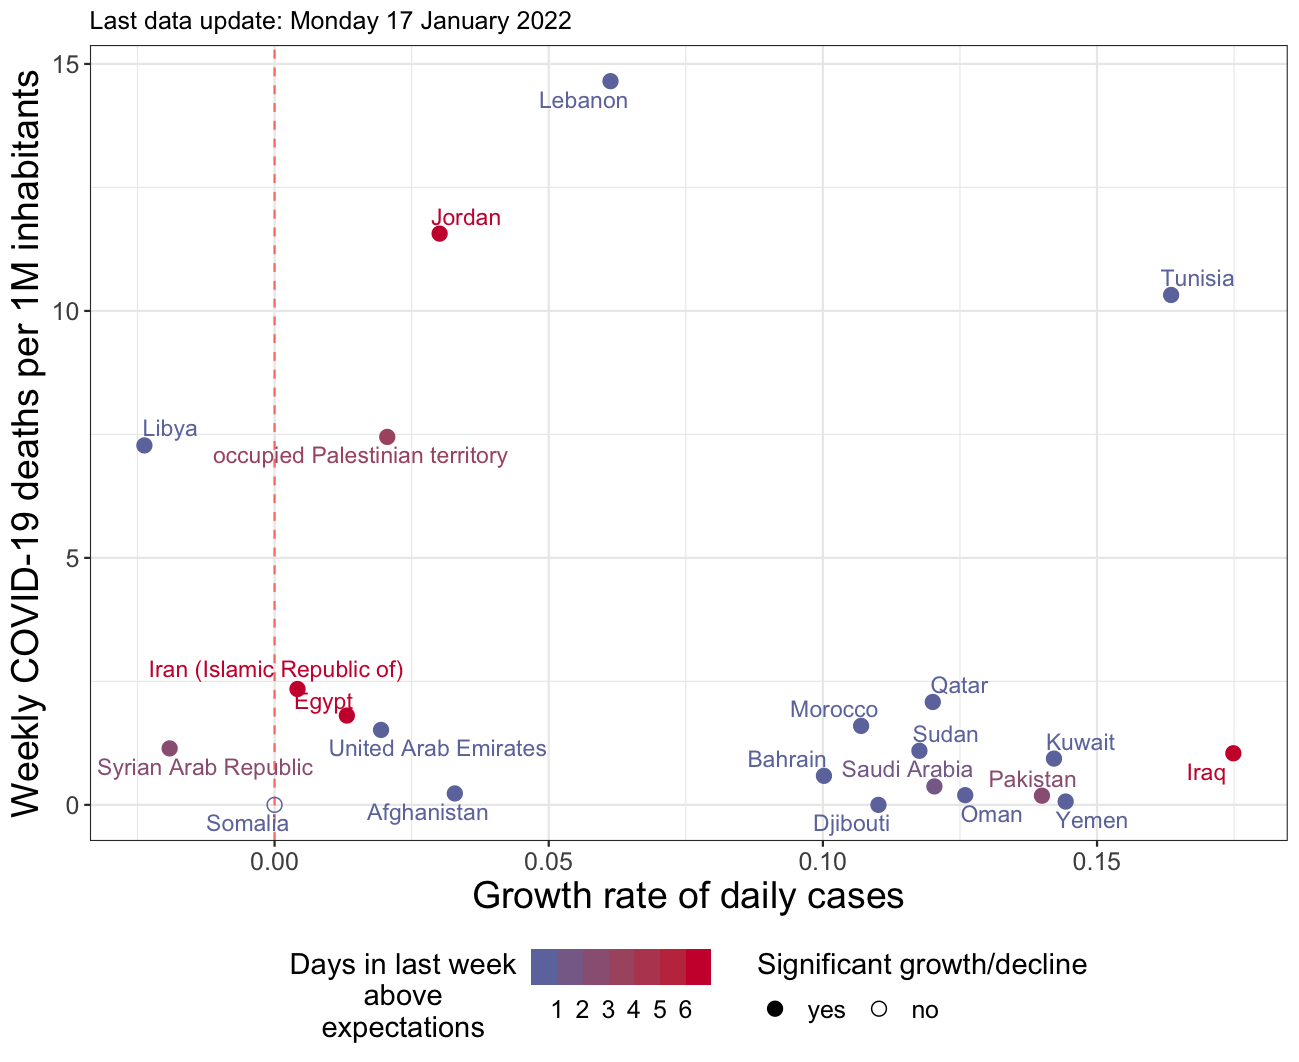 Last data update: Monday 17 January 2022
Weekly COVID-19 deaths per 1M inhabitants
15
10
5
0
Lebanon
Jordan
Tunisia
Libya
occupied Palestinian territory
Iran (Islamic Republic of)
Egypt
Qatar
Morocco
Sudan
United Arab Emirates
Kuwait
Bahrain
Syrian Arab Republic
Saudi Arabia
Iraq
Pakistan
Afghanistan
Oman
Yemen
Somalia
Djibouti
0.00 0.05 0.10 0.15
Growth rate of daily cases
Days in last week
above
expectations
1 2 3 4 5 6
Significant growth/decline
yes no